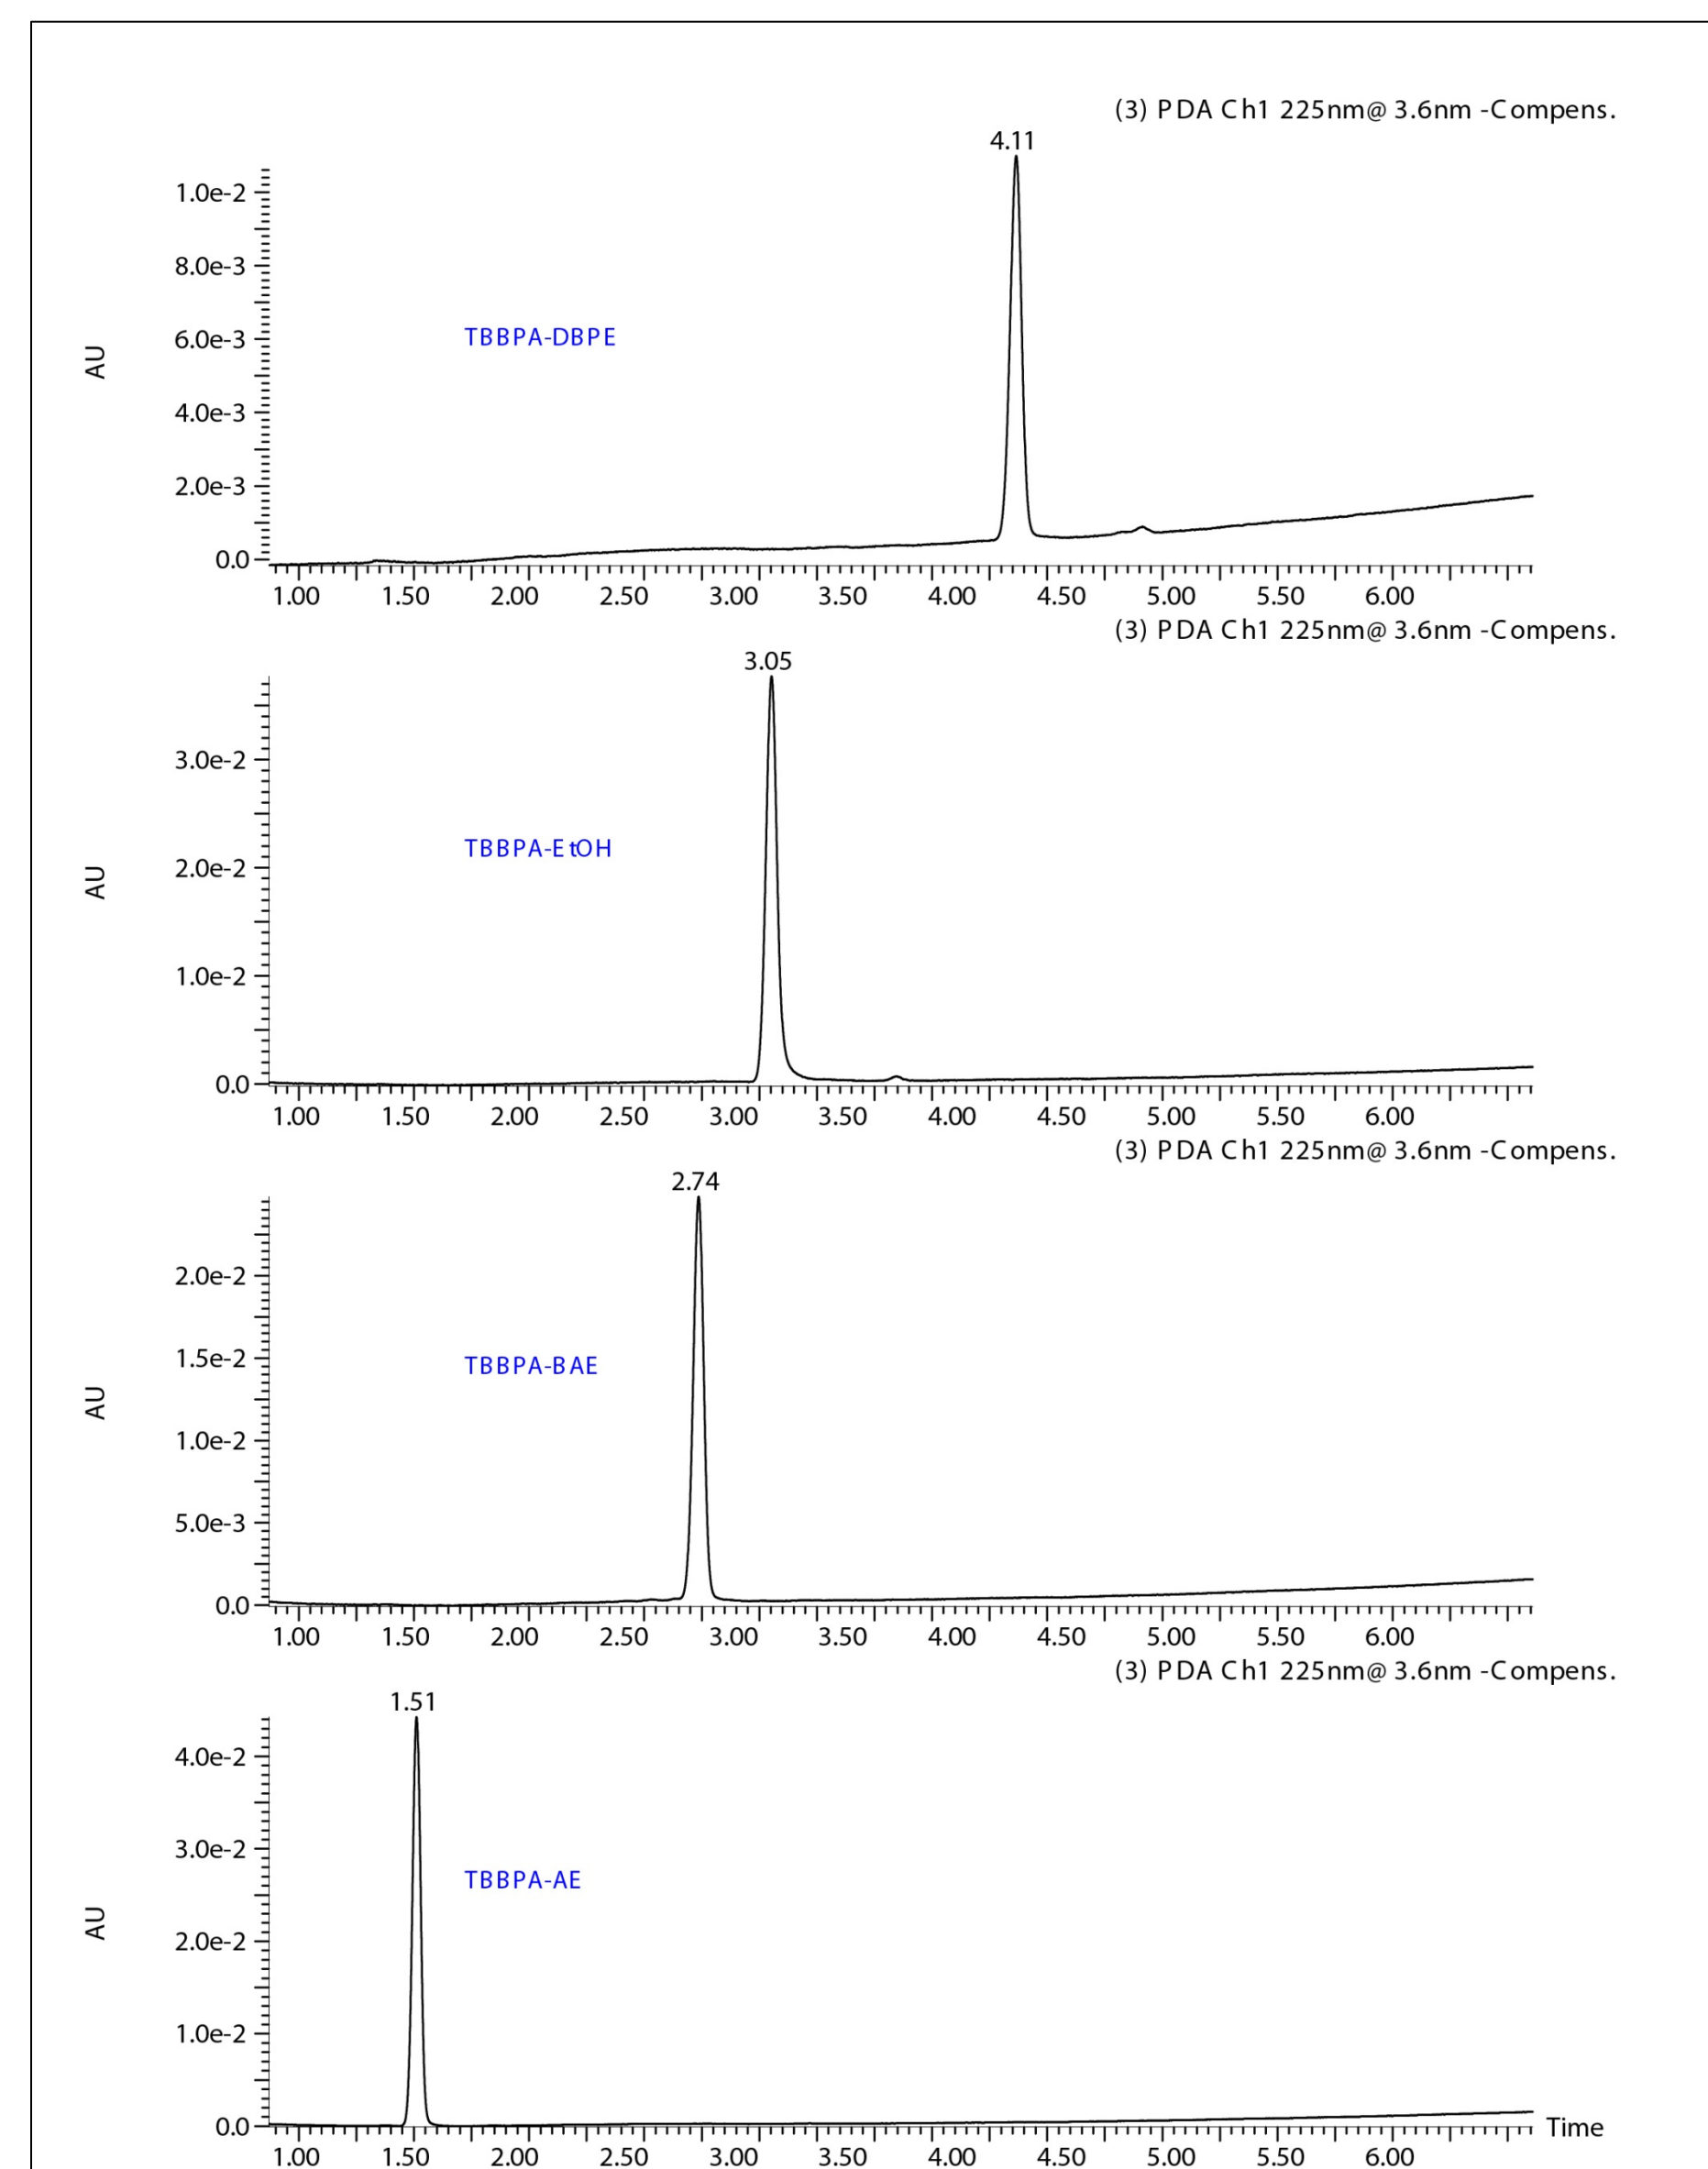 (3) PDA Ch1 225nm@ 3.6nm -Compens.
4.11
1.0e-2
8.0e-3
TBBPA-DBPE
6.0e-3
AU
4.0e-3
2.0e-3
0.0
1.00 1.50 2.00 2.50 3.00 3.50 4.00 4.50 5.00 5.50 6.00
(3) PDA Ch1 225nm@ 3.6nm -Compens.
3.05
3.0e-2
TBBPA-EtOH
2.0e-2
AU
1.0e-2
0.0
1.00 1.50 2.00 2.50 3.00 3.50 4.00 4.50 5.00 5.50 6.00
(3) PDA Ch1 225nm@ 3.6nm -Compens.
2.74
2.0e-2
1.5e-2
TBBPA-BAE
AU
1.0e-2
5.0e-3
0.0
1.00 1.50 2.00 2.50 3.00 3.50 4.00 4.50 5.00 5.50 6.00
(3) PDA Ch1 225nm@ 3.6nm -Compens.
1.51
4.0e-2
3.0e-2
TBBPA-AE
AU
2.0e-2
1.0e-2
0.0
Time
1.00 1.50 2.00 2.50 3.00 3.50 4.00 4.50 5.00 5.50 6.00